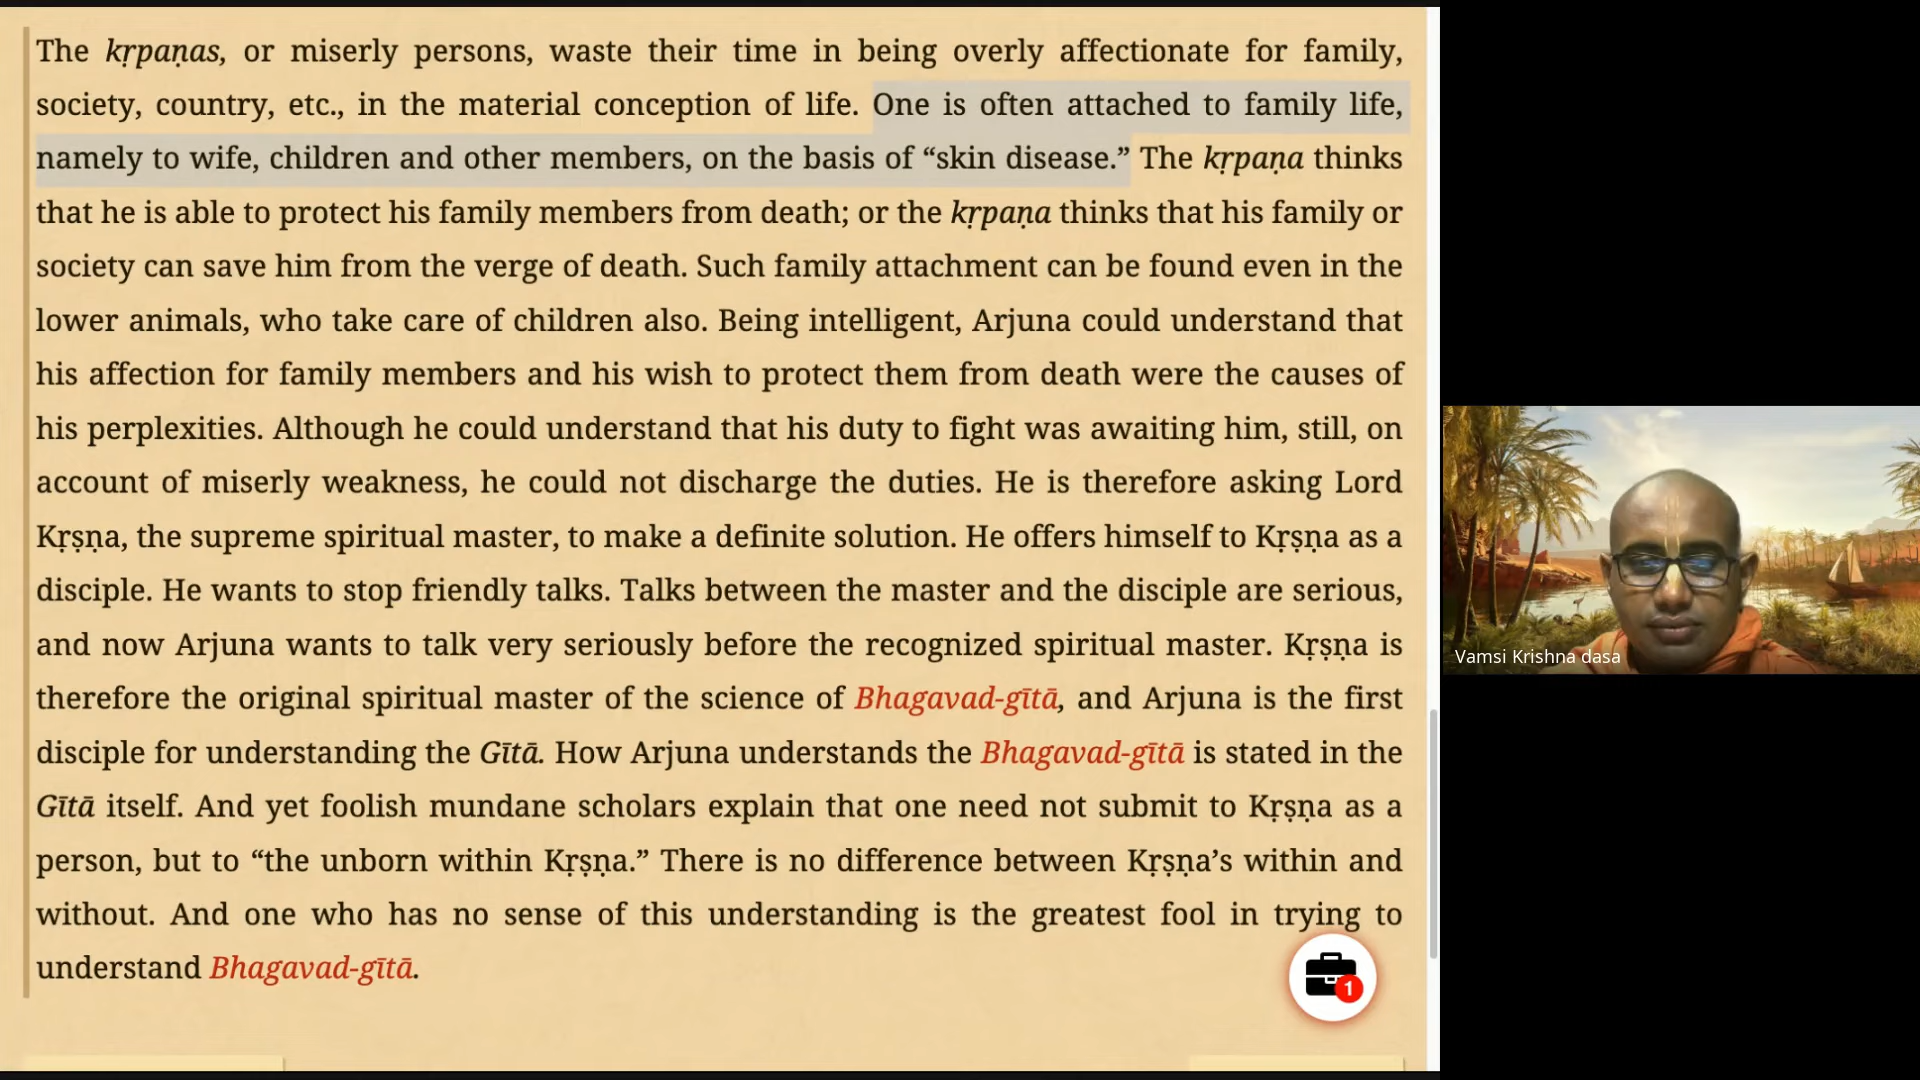 The kṛpaṇas, or miserly persons, waste their time in being overly affectionate for family,
society, country, etc., in the material conception of life. One is often attached to family life,
namely to wife, children and other members, on the basis of “skin disease.” The kṛpaṇa thinks
that he is able to protect his family members from death; or the kṛpaṇa thinks that his family or
society can save him from the verge of death. Such family attachment can be found even in the
lower animals, who take care of children also. Being intelligent, Arjuna could understand that
his affection for family members and his wish to protect them from death were the causes of
his perplexities. Although he could understand that his duty to fight was awaiting him, still, on
account of miserly weakness, he could not discharge the duties. He is therefore asking Lord
Kṛṣṇa, the supreme spiritual master, to make a definite solution. He offers himself to Kṛṣṇa as a
disciple. He wants to stop friendly talks. Talks between the master and the disciple are serious,
and now Arjuna wants to talk very seriously before the recognized spiritual master. Kṛṣṇa is
therefore the original spiritual master of the science of Bhagavad-gītā, and Arjuna is the first
disciple for understanding the Gītā. How Arjuna understands the Bhagavad-gītā is stated in the
Gītā itself. And yet foolish mundane scholars explain that one need not submit to Kṛṣṇa as a
person, but to “the unborn within Kṛṣṇa.” There is no difference between Kṛṣṇa’s within and
without. And one who has no sense of this understanding is the greatest fool in trying to
understand Bhagavad-gītā.
1
Vamsi Krishna dasa